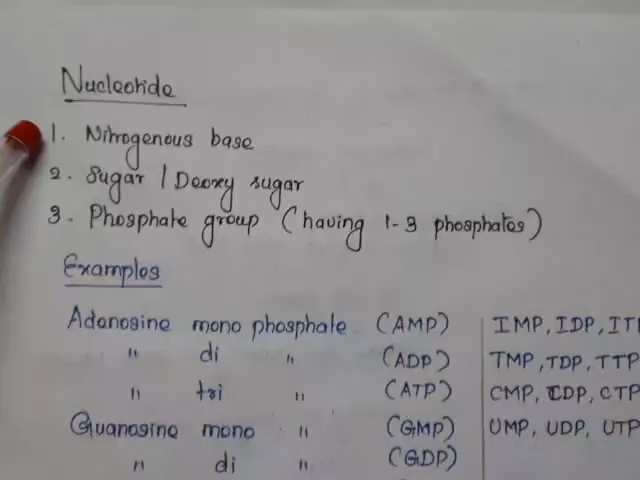 Nucleotide
1. Nitrogenous base
2. Sugar / Deoxy sugar
3. Phosphate group (having 1-3 phosphates)
Examples
Adenosine mono phosphate (AMP)
" di " (ADP)
" tri " (ATP)
Guanosine mono " (GMP)
" di " (GDP)
IMP, IDP, IT
TMP, TDP, TTP
CMP, CDP, CTP
UMP, UDP, UTP